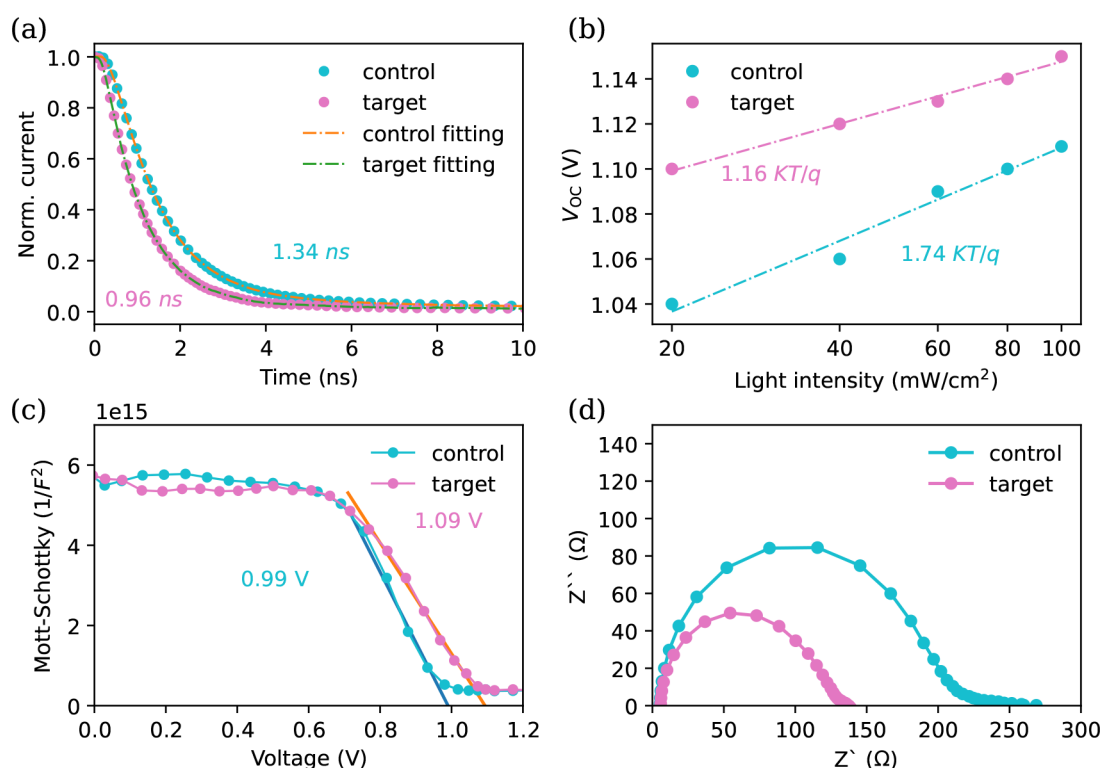 (a)
Norm. current
1.0
0.8
0.6
0.4
0.2
0.0
control
target
control fitting
target fitting
1.34 ns
0.96 ns
0 2 4 6 8 10
Time (ns)
(b)
V_OC (V)
1.14
1.12
1.10
1.08
1.06
1.04
control
target
1.16 KT/q
1.74 KT/q
20 40 60 80 100
Light intensity (mW/cm²)
(c)
1e15
Mott-Schottky (1/F²)
6
4
2
0
control
target
1.09 V
0.99 V
0.0 0.2 0.4 0.6 0.8 1.0 1.2
Voltage (V)
(d)
Z`` (Ω)
140
120
100
80
60
40
20
0
control
target
0 50 100 150 200 250 300
Z` (Ω)